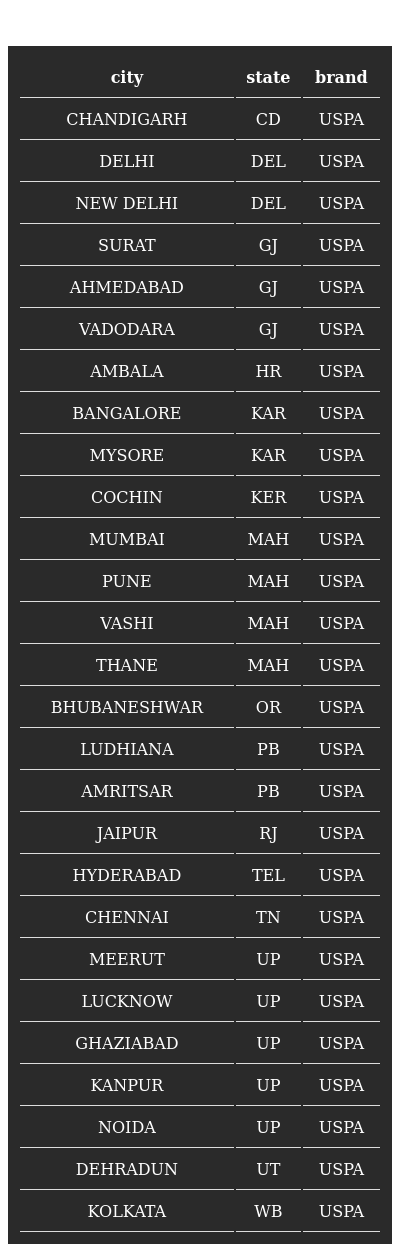 city state brand
CHANDIGARH CD USPA
DELHI DEL USPA
NEW DELHI DEL USPA
SURAT GJ USPA
AHMEDABAD GJ USPA
VADODARA GJ USPA
AMBALA HR USPA
BANGALORE KAR USPA
MYSORE KAR USPA
COCHIN KER USPA
MUMBAI MAH USPA
PUNE MAH USPA
VASHI MAH USPA
THANE MAH USPA
BHUBANESHWAR OR USPA
LUDHIANA PB USPA
AMRITSAR PB USPA
JAIPUR RJ USPA
HYDERABAD TEL USPA
CHENNAI TN USPA
MEERUT UP USPA
LUCKNOW UP USPA
GHAZIABAD UP USPA
KANPUR UP USPA
NOIDA UP USPA
DEHRADUN UT USPA
KOLKATA WB USPA